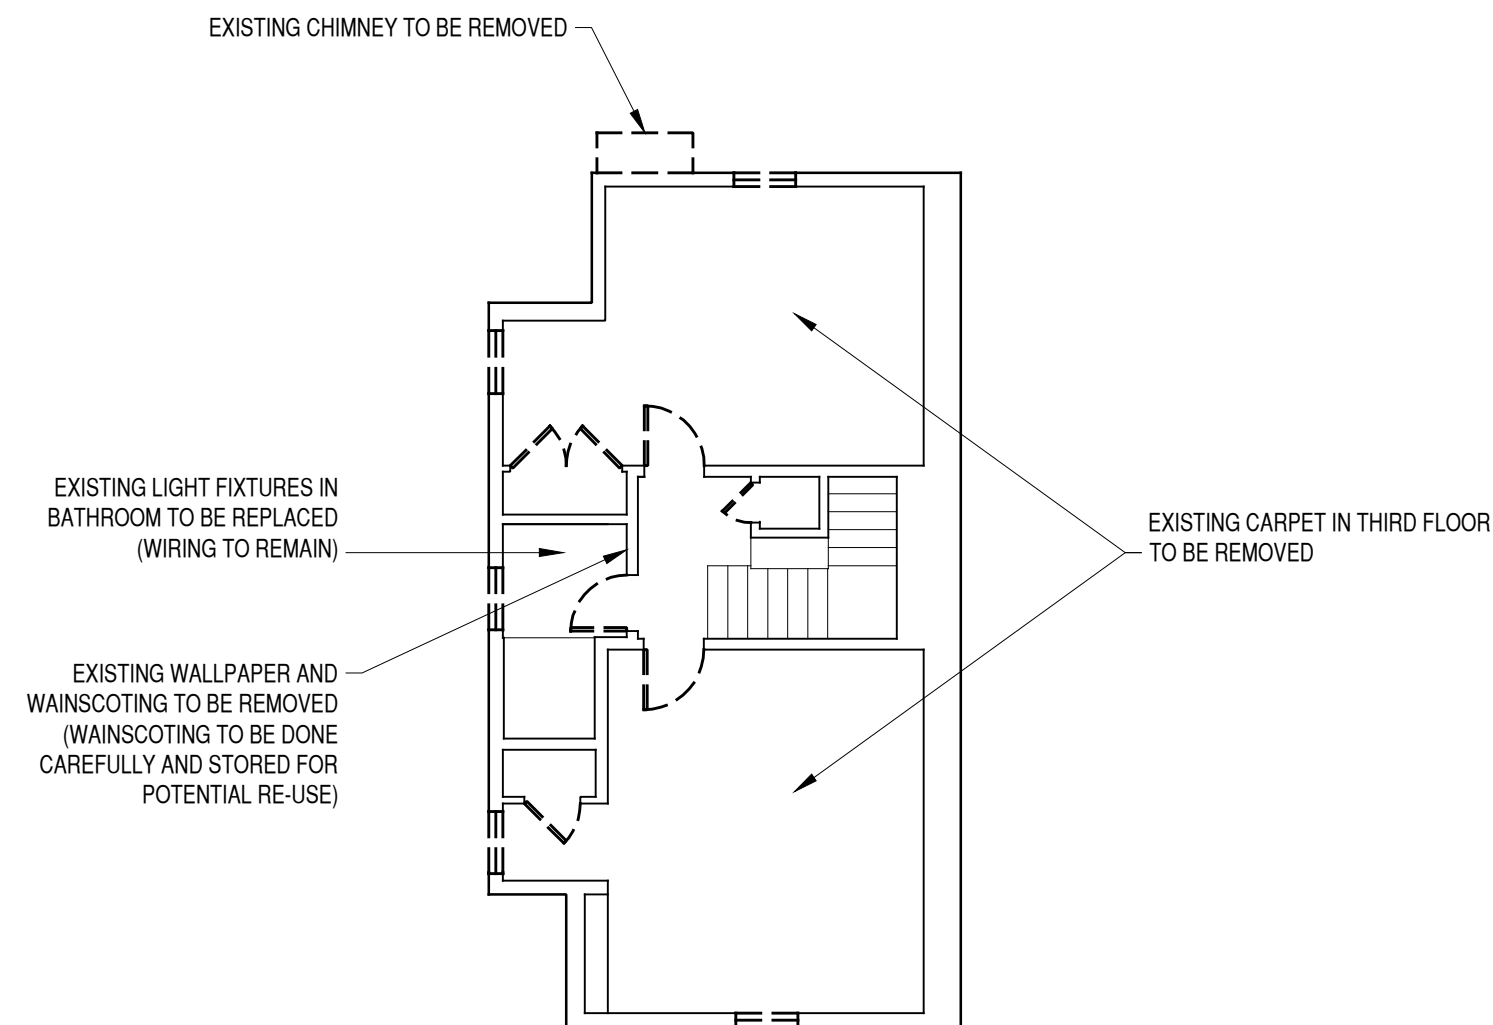 EXISTING CHIMNEY TO BE REMOVED
EXISTING LIGHT FIXTURES IN
BATHROOM TO BE REPLACED
(WIRING TO REMAIN)
EXISTING CARPET IN THIRD FLOOR
TO BE REMOVED
EXISTING WALLPAPER AND
WAINSCOTING TO BE REMOVED
(WAINSCOTING TO BE DONE
CAREFULLY AND STORED FOR
POTENTIAL RE-USE)